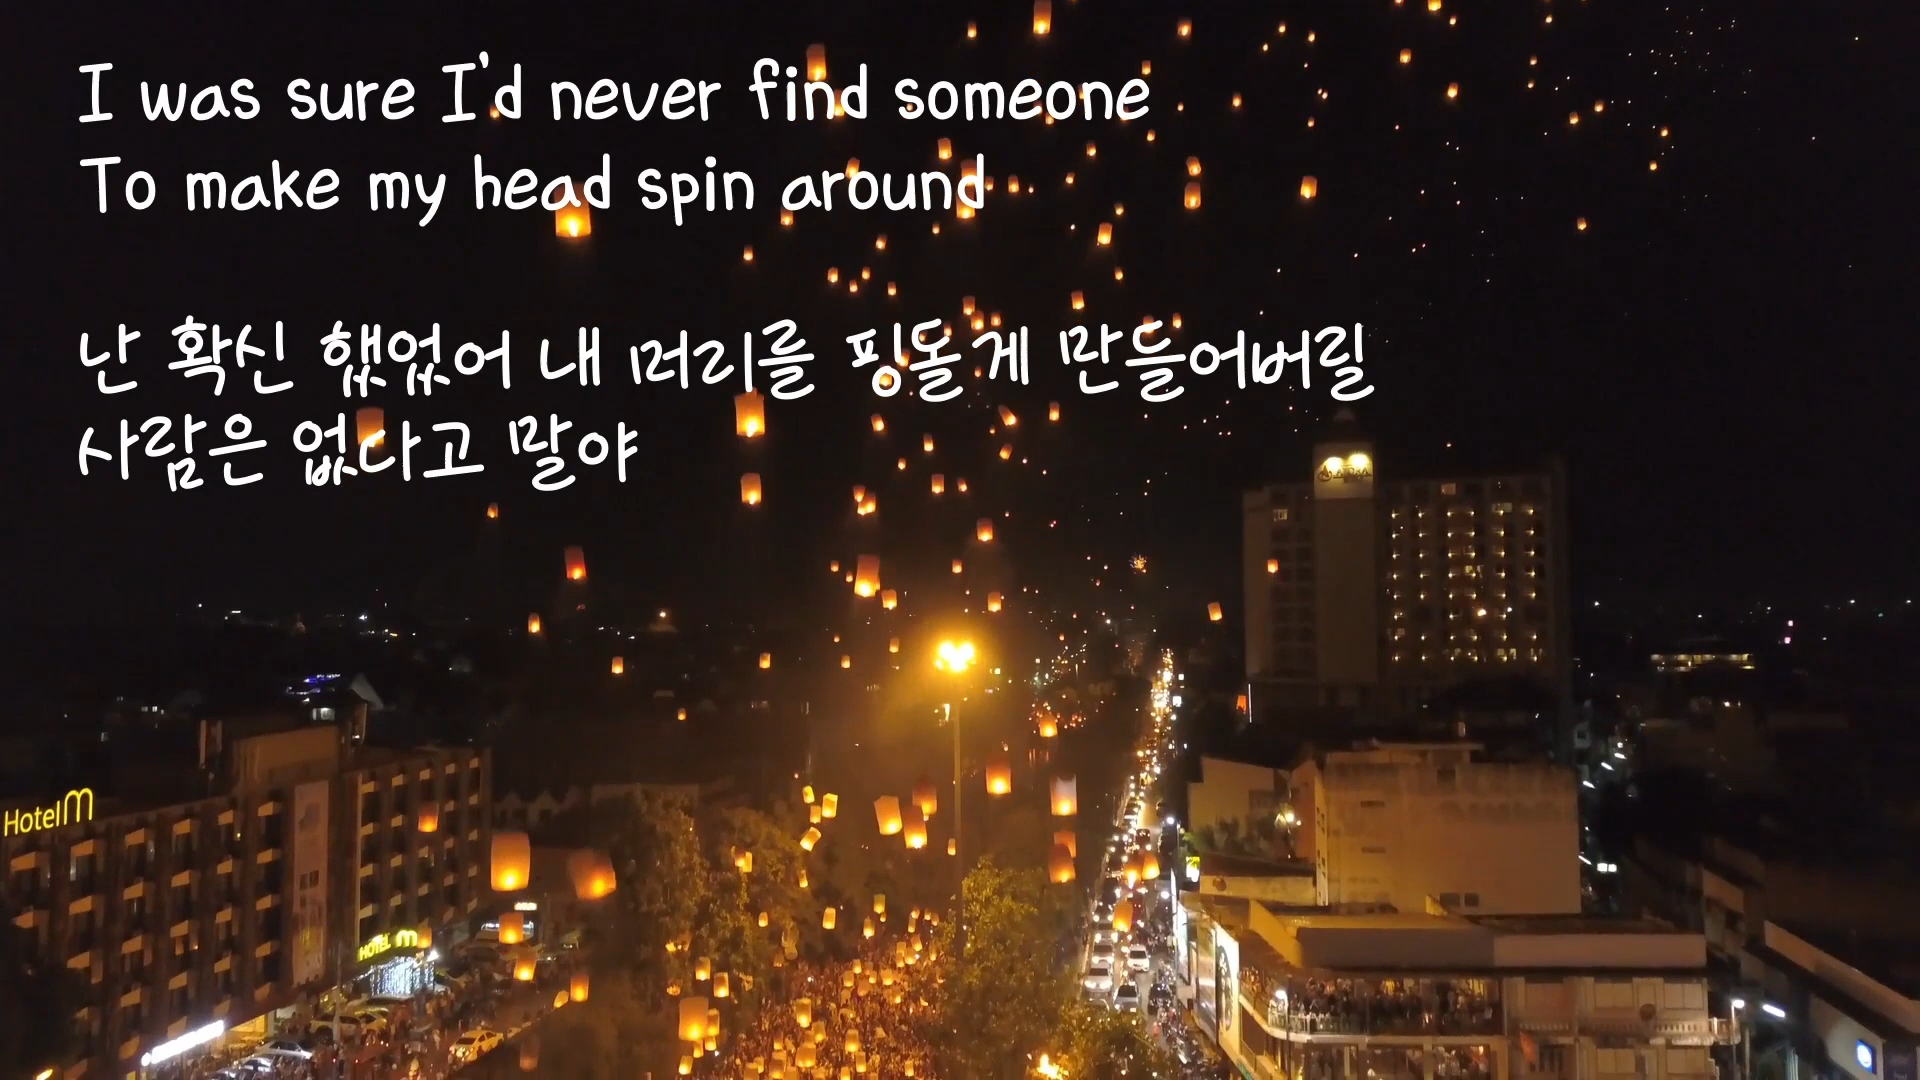 I was sure I'd never find someone
To make my head spin around
난 확신 했었어 내 머리를 핑돌게 만들어버릴
사람은 없다고 말야
Hotel m
HOTEL m